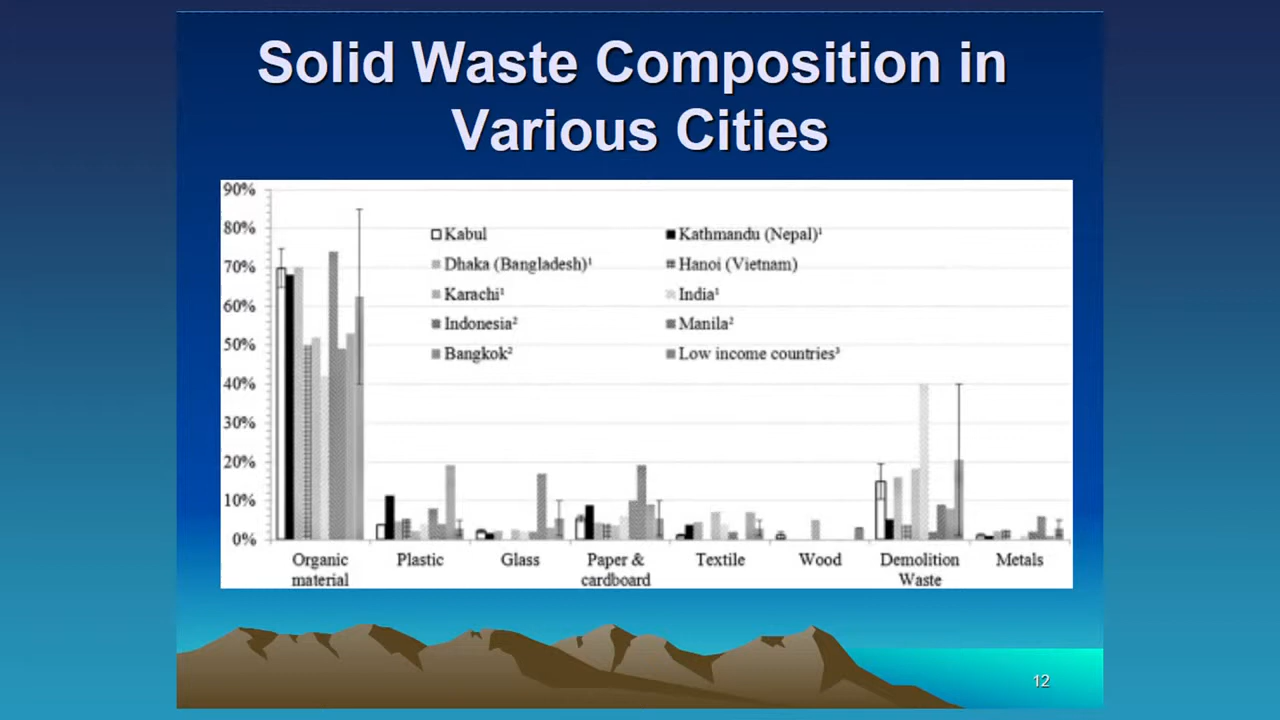 Solid Waste Composition in
Various Cities
90%
80%
70%
60%
50%
40%
30%
20%
10%
0%
Kabul
Kathmandu (Nepal)¹
Dhaka (Bangladesh)¹
Hanoi (Vietnam)
Karachi¹
India¹
Indonesia²
Manila²
Bangkok²
Low income countries³
Organic
material
Plastic
Glass
Paper &
cardboard
Textile
Wood
Demolition
Waste
Metals
12